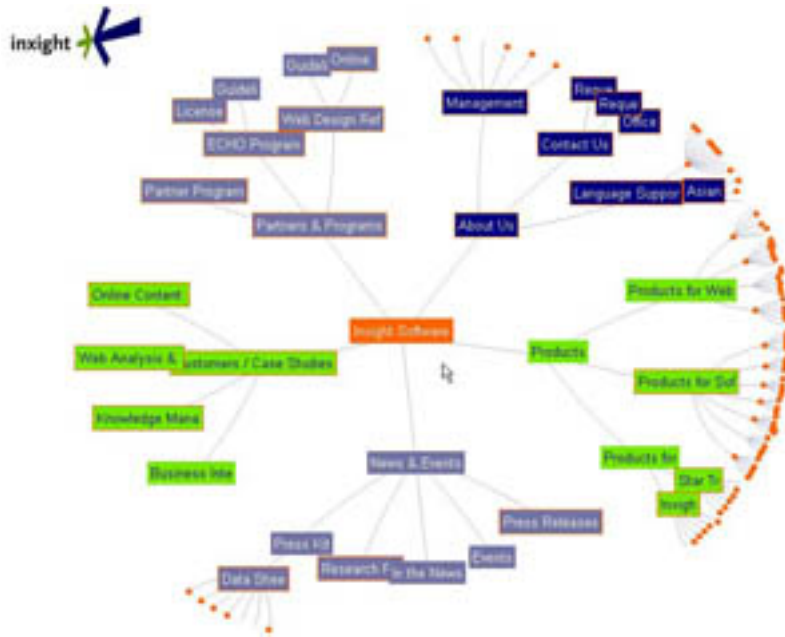 inxight
Guideli
Online
Guideli
License
Web Design Ref
ECHO Program
Partner Program
Partners & Programs
Management
Reque
Reque
Office
Contact Us
Language Suppor
Asian
About Us
Online Content
Web Analysis &
ustomers / Case Studies
Knowledge Mana
Business Inte
Inxight Software
Products
Products for Web
Products for Sof
Products for
Star Tr
Inxigh
News & Events
Press Releases
Press Kit
Events
Research
In the News
Data Shee